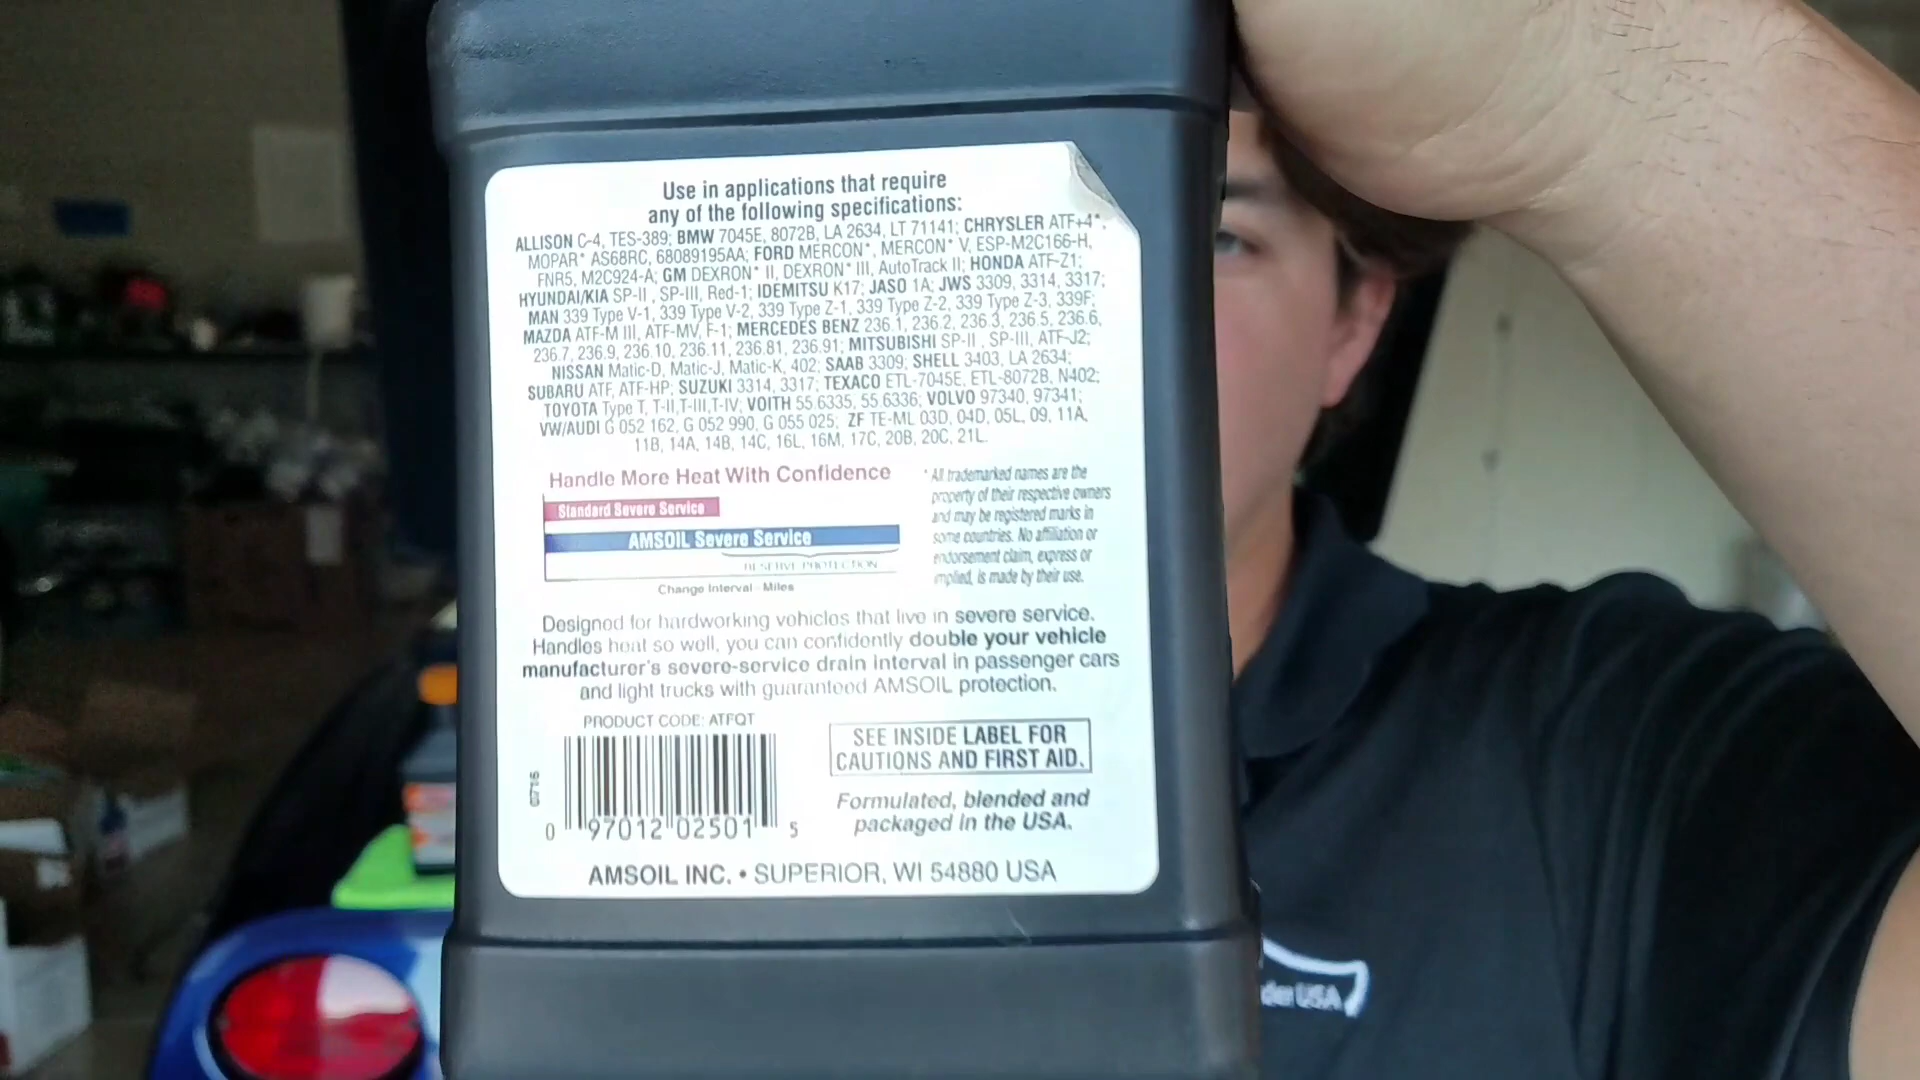 Use in applications that require
any of the following specifications:
ALLISON C-4, TES-389; BMW 7045E, 8072B, LA 2634, LT 71141; CHRYSLER ATF+4*,
MOPAR* AS68RC, 68089195AA; FORD MERCON*, MERCON* V, ESP-M2C166-H,
FNR5, M2C924-A; GM DEXRON* II, DEXRON* III, AutoTrack II; HONDA ATF-Z1;
HYUNDAI/KIA SP-II , SP-III, Red-1; IDEMITSU K17; JASO 1A; JWS 3309, 3314, 3317;
MAN 339 Type V-1, 339 Type V-2, 339 Type Z-1, 339 Type Z-2, 339 Type Z-3, 339F;
MAZDA ATF-M III, ATF-MV, F-1; MERCEDES BENZ 236.1, 236.2, 236.3, 236.5, 236.6,
236.7, 236.9, 236.10, 236.11, 236.81, 236.91; MITSUBISHI SP-II , SP-III, ATF-J2;
NISSAN Matic-D, Matic-J, Matic-K, 402; SAAB 3309; SHELL 3403, LA 2634;
SUBARU ATF, ATF-HP; SUZUKI 3314, 3317; TEXACO ETL-7045E, ETL-8072B, N402;
TOYOTA Type T, T-II,T-III,T-IV; VOITH 55.6335, 55.6336; VOLVO 97340, 97341;
VW/AUDI G 052 162, G 052 990, G 055 025; ZF TE-ML 03D, 04D, 05L, 09, 11A,
11B, 14A, 14B, 14C, 16L, 16M, 17C, 20B, 20C, 21L.
Handle More Heat With Confidence
Standard Severe Service
AMSOIL Severe Service
RESERVE PROTECTION
Change Interval - Miles
* All trademarked names are the
property of their respective owners
and may be registered marks in
some countries. No affiliation or
endorsement claim, express or
implied, is made by their use.
Designed for hardworking vehicles that live in severe service.
Handles heat so well, you can confidently double your vehicle
manufacturer's severe-service drain interval in passenger cars
and light trucks with guaranteed AMSOIL protection.
PRODUCT CODE: ATFQT
0716
0 97012 02501 5
SEE INSIDE LABEL FOR
CAUTIONS AND FIRST AID.
Formulated, blended and
packaged in the USA.
AMSOIL INC. • SUPERIOR, WI 54880 USA
USA